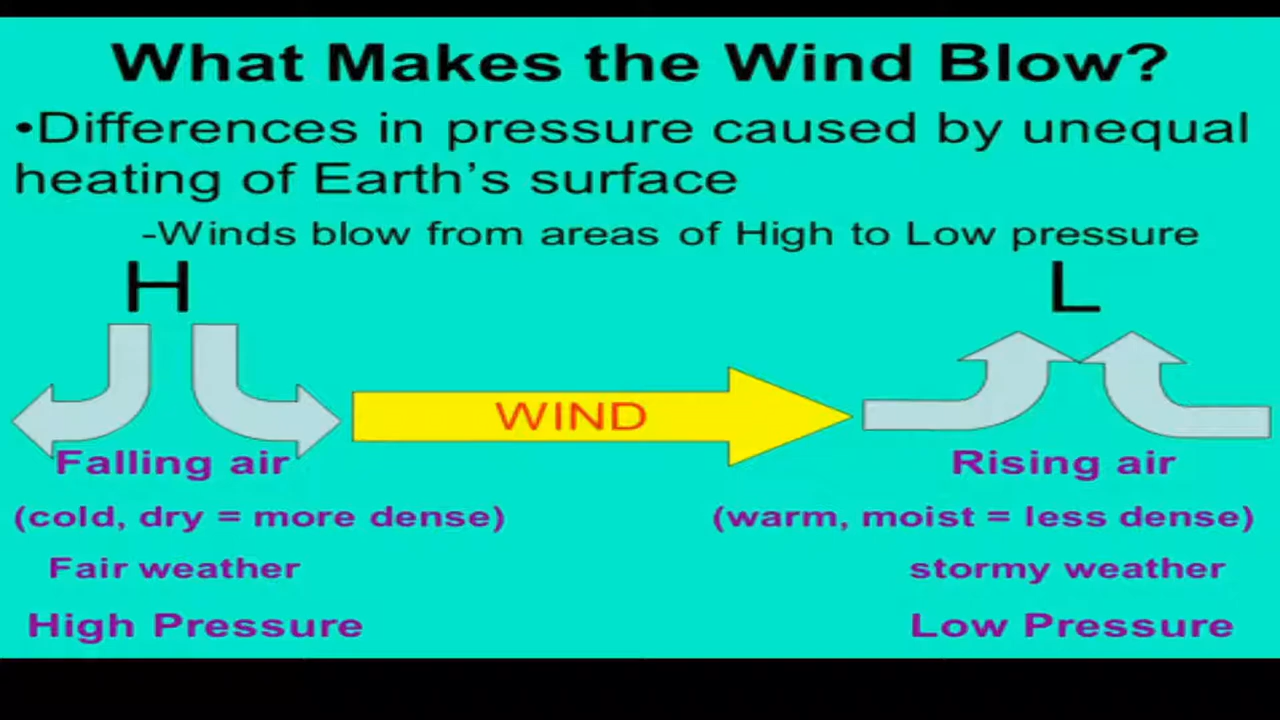 What Makes the Wind Blow?
•Differences in pressure caused by unequal
heating of Earth's surface
-Winds blow from areas of High to Low pressure
H
L
WIND
Falling air
Rising air
(cold, dry = more dense)
(warm, moist = less dense)
Fair weather
stormy weather
High Pressure
Low Pressure